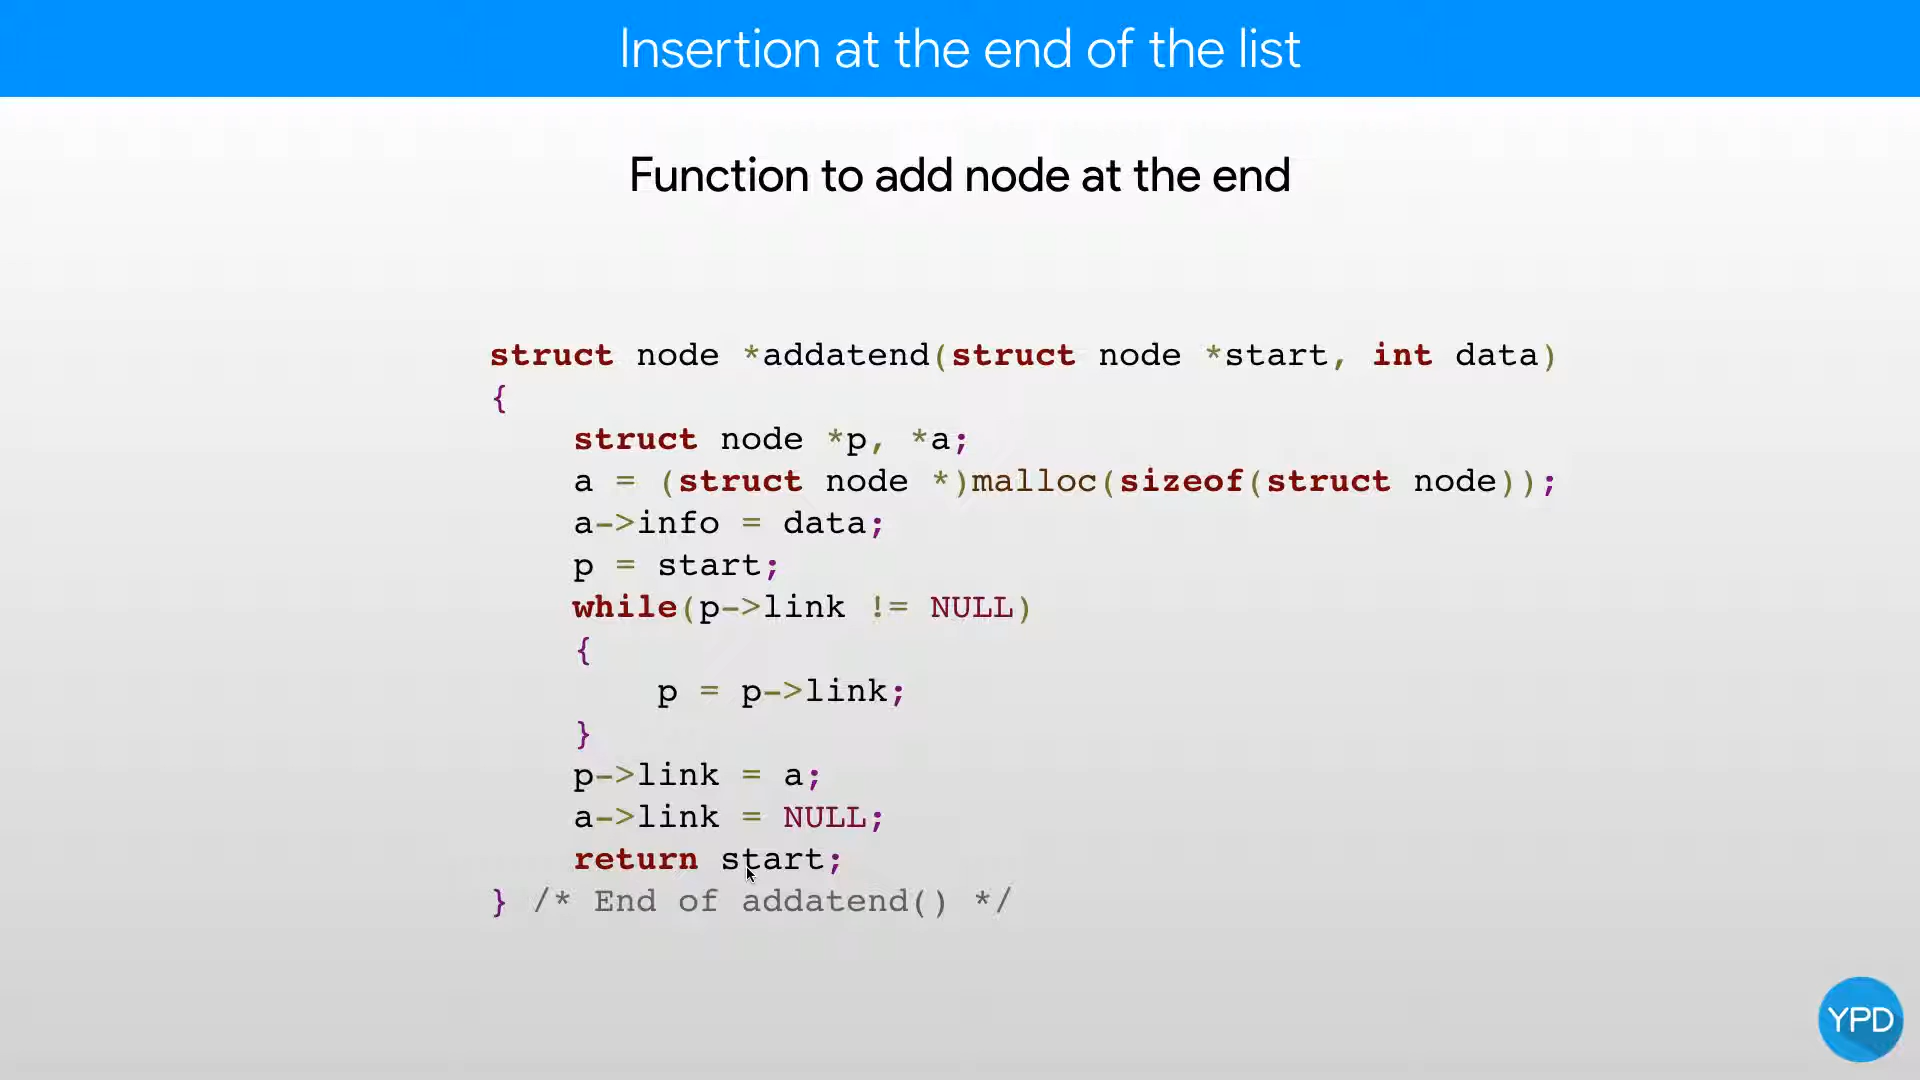 Insertion at the end of the list
Function to add node at the end
struct node *addatend(struct node *start, int data)
{
    struct node *p, *a;
    a = (struct node *)malloc(sizeof(struct node));
    a->info = data;
    p = start;
    while(p->link != NULL)
    {
        p = p->link;
    }
    p->link = a;
    a->link = NULL;
    return start;
} /* End of addatend() */
YPD